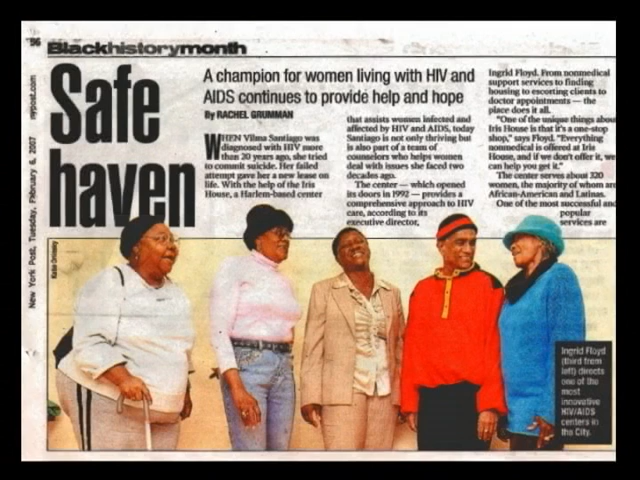 96
Blackhistorymonth
Safe
haven
A champion for women living with HIV and
AIDS continues to provide help and hope
By RACHEL GRUMMAN
WHEN Vilma Santiago was
diagnosed with HIV more
than 20 years ago, she tried
to commit suicide. Her failed
attempt gave her a new lease on
life. With the help of the Iris
House, a Harlem-based center
that assists women infected and
affected by HIV and AIDS, today
Santiago is not only thriving but
is also part of a team of
counselors who helps women
deal with issues she faced two
decades ago.
The center — which opened
its doors in 1992 — provides a
comprehensive approach to HIV
care, according to its
executive director,
Ingrid Floyd. From nonmedical
support services to finding
housing to escorting clients to
doctor appointments — the
place does it all.
"One of the unique things about
Iris House is that it's a one-stop
shop," says Floyd. "Everything
nonmedical is offered at Iris
House, and if we don't offer it, we
can help you get it."
The center serves about 320
women, the majority of whom are
African-American and Latinas.
One of the most successful and
popular
services are
New York Post, Tuesday, February 6, 2007 nypost.com
Ingrid Floyd
(third from
left) directs
one of the
most
innovative
HIV/AIDS
centers in
the City.